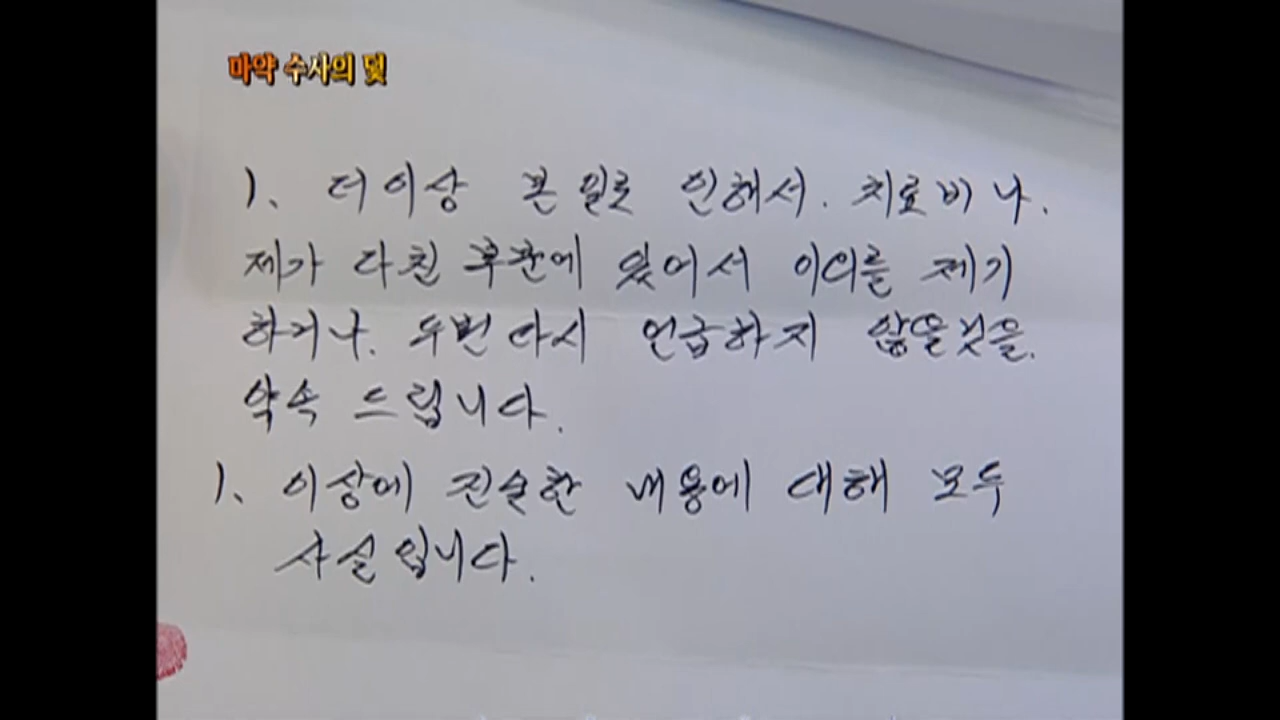 마약 수사의 덫
1. 더이상 본 일로 인해서. 치료비나.
제가 다친 후관에 있어서 이의를 제기
하거나. 두번다시 언급하지 않을것을.
약속 드립니다.
1. 이상에 진술한 내용에 대해 모두
사실입니다.